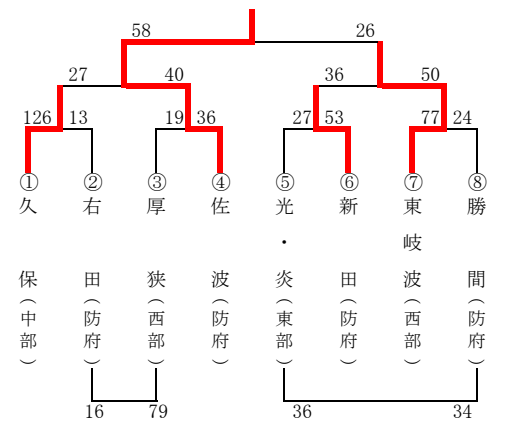 58 26
27 40 36 50
126 13 19 36 27 53 77 24
① ② ③ ④ ⑤ ⑥ ⑦ ⑧
久保（中部）
右田（防府）
厚狭（西部）
佐波（防府）
光・炎（東部）
新田（防府）
東岐波（西部）
勝間（防府）
16 79 36 34